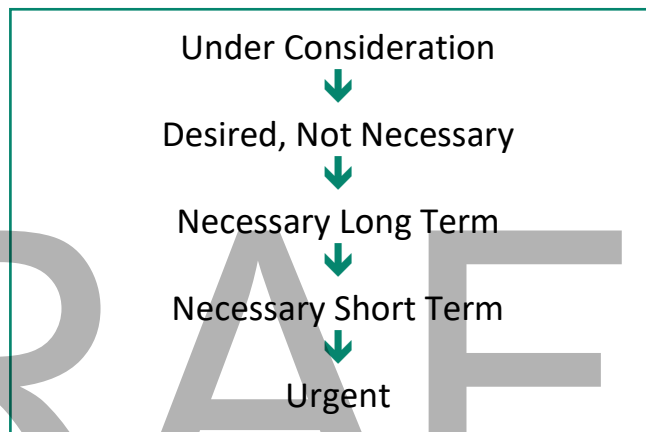 Under Consideration
Desired, Not Necessary
Necessary Long Term
Necessary Short Term
Urgent
RAF